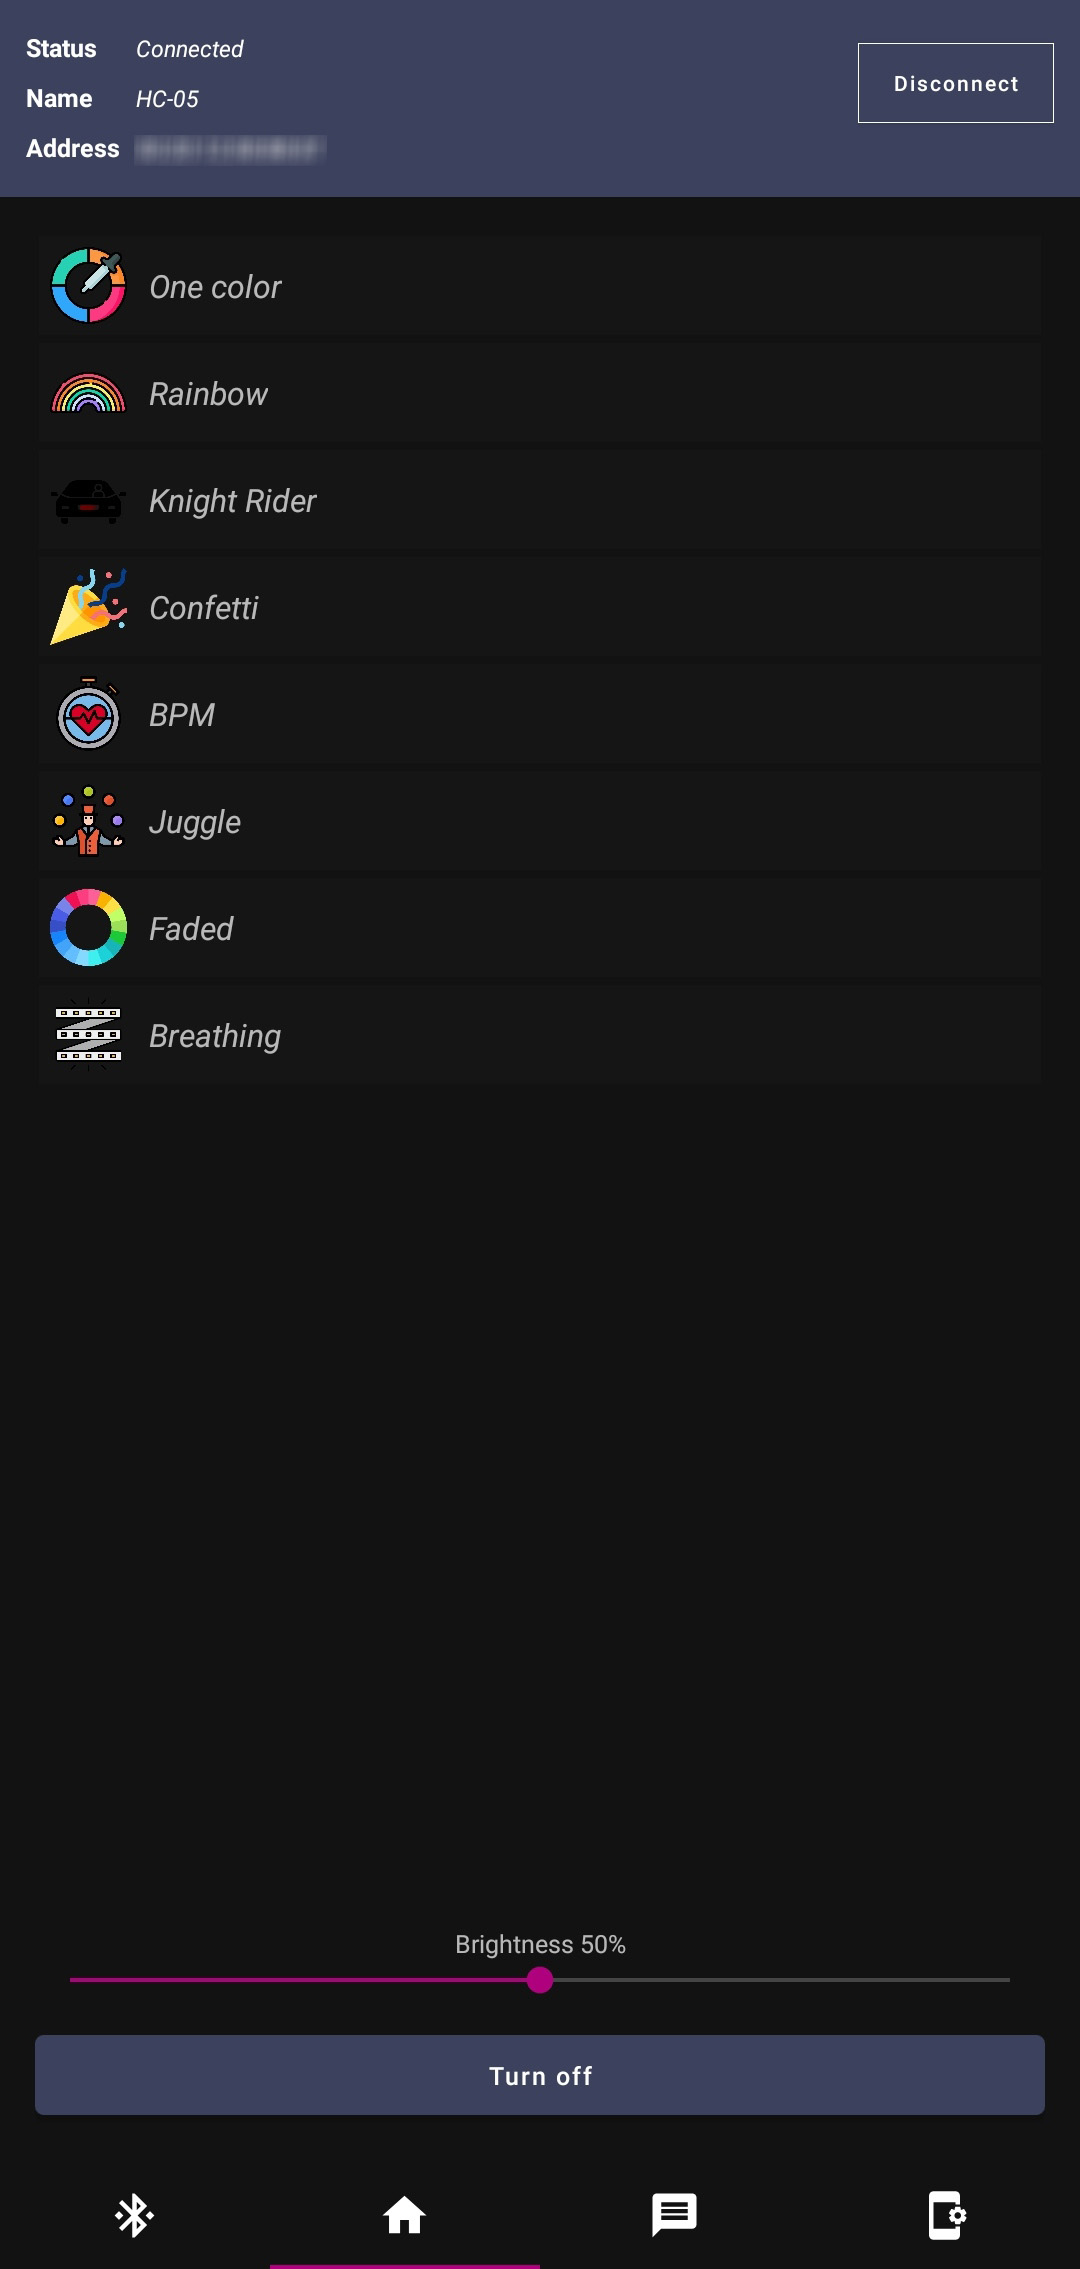 Status Connected
Name HC-05
Address
Disconnect
One color
Rainbow
Knight Rider
Confetti
BPM
Juggle
Faded
Breathing
Brightness 50%
Turn off